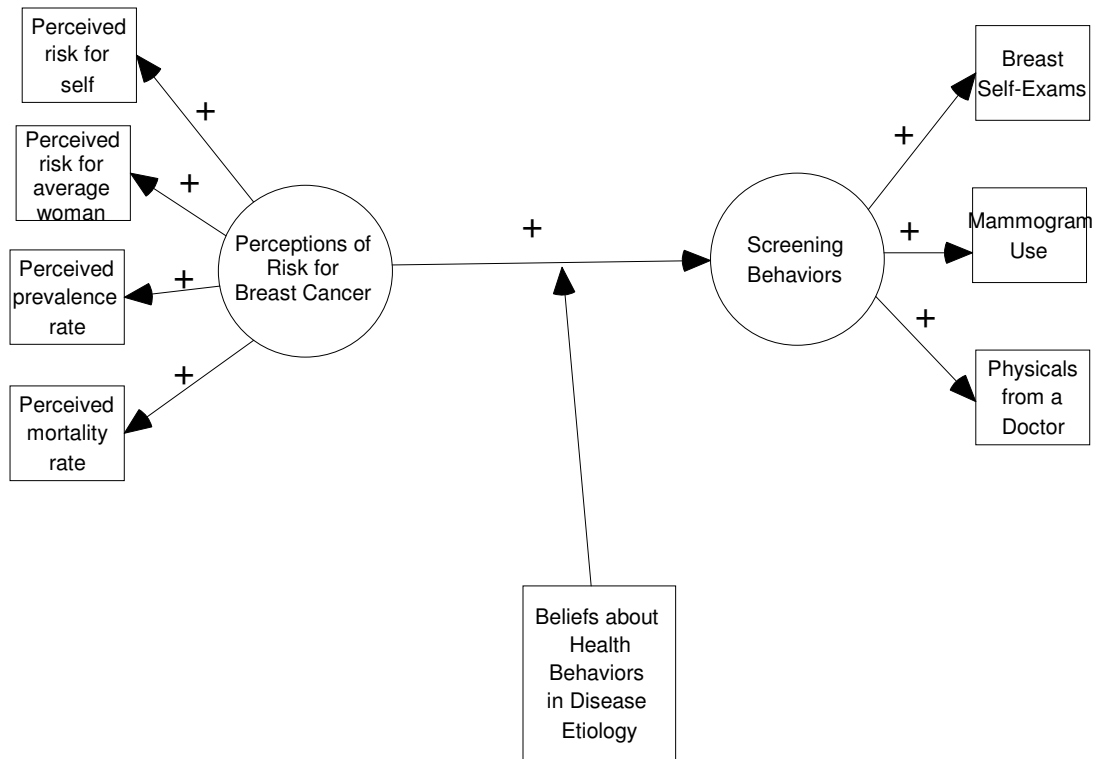 Perceived
risk for
self
+
Perceived
risk for
average
woman
+
Perceived
prevalence
rate
+
Perceived
mortality
rate
+
Perceptions of
Risk for
Breast Cancer
+
Screening
Behaviors
+
Breast
Self-Exams
+
Mammogram
Use
+
Physicals
from a
Doctor
Beliefs about
Health
Behaviors
in Disease
Etiology